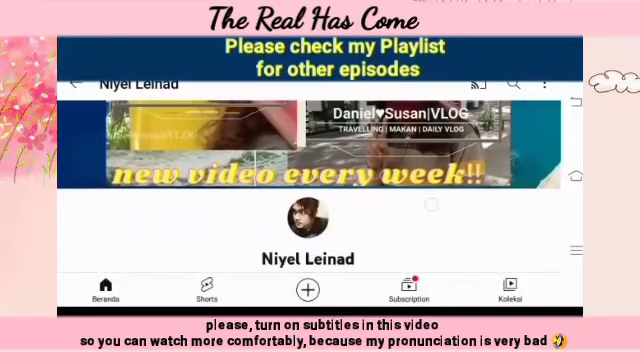 The Real Has Come
Please check my Playlist
for other episodes
Niyel Leinad
Susan|VLOG
Daniel♥Susan|VLOG
TRAVELLING | MAKAN | DAILY VLOG
new video every week!!
Niyel Leinad
Beranda
Shorts
Subscription
Koleksi
please, turn on subtitles in this video
so you can watch more comfortably, because my pronunciation is very bad 🤣